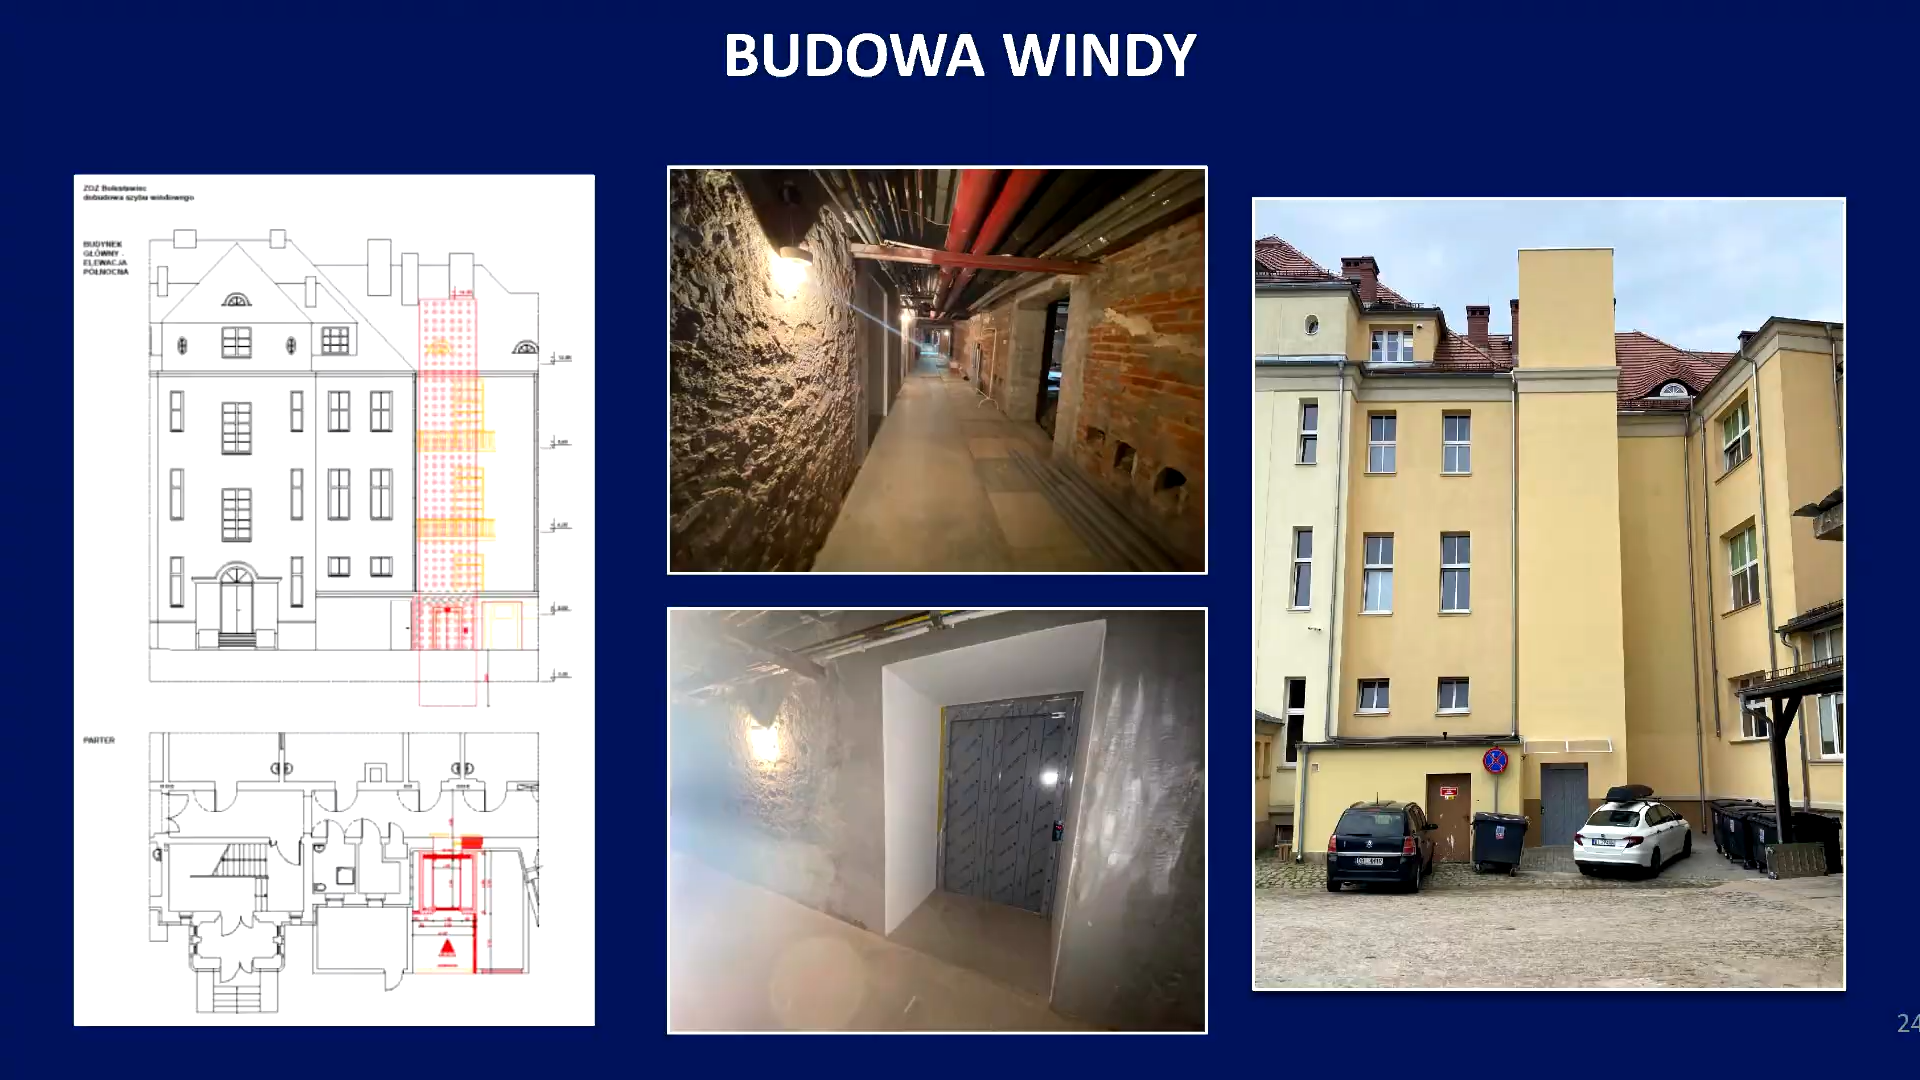 BUDOWA WINDY
ZOZ Bolesławiec
dobudowa szybu windowego
BUDYNEK
GŁÓWNY -
ELEWACJA
PÓŁNOCNA
PARTER
24